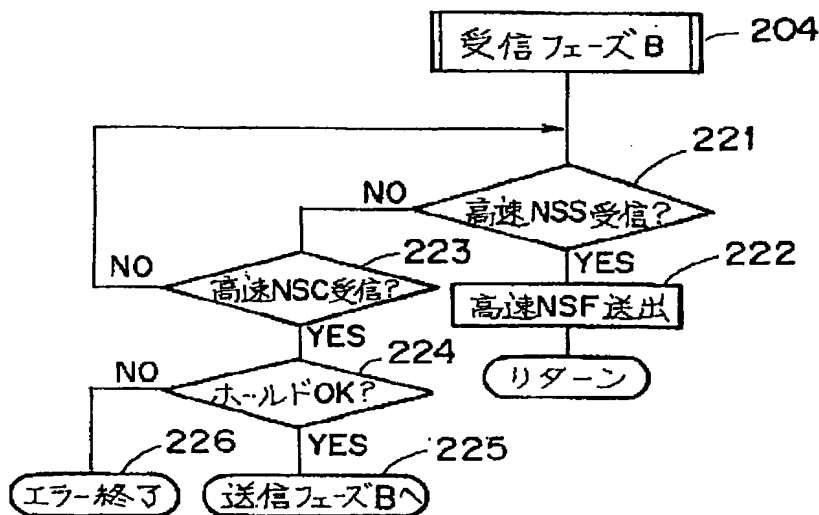 受信フェーズB
204
221
高速NSS受信?
NO
YES
223
222
高速NSC受信?
NO
YES
高速NSF送出
224
リターン
ホールドOK?
NO
YES
226
225
エラー終了
送信フェーズBへ